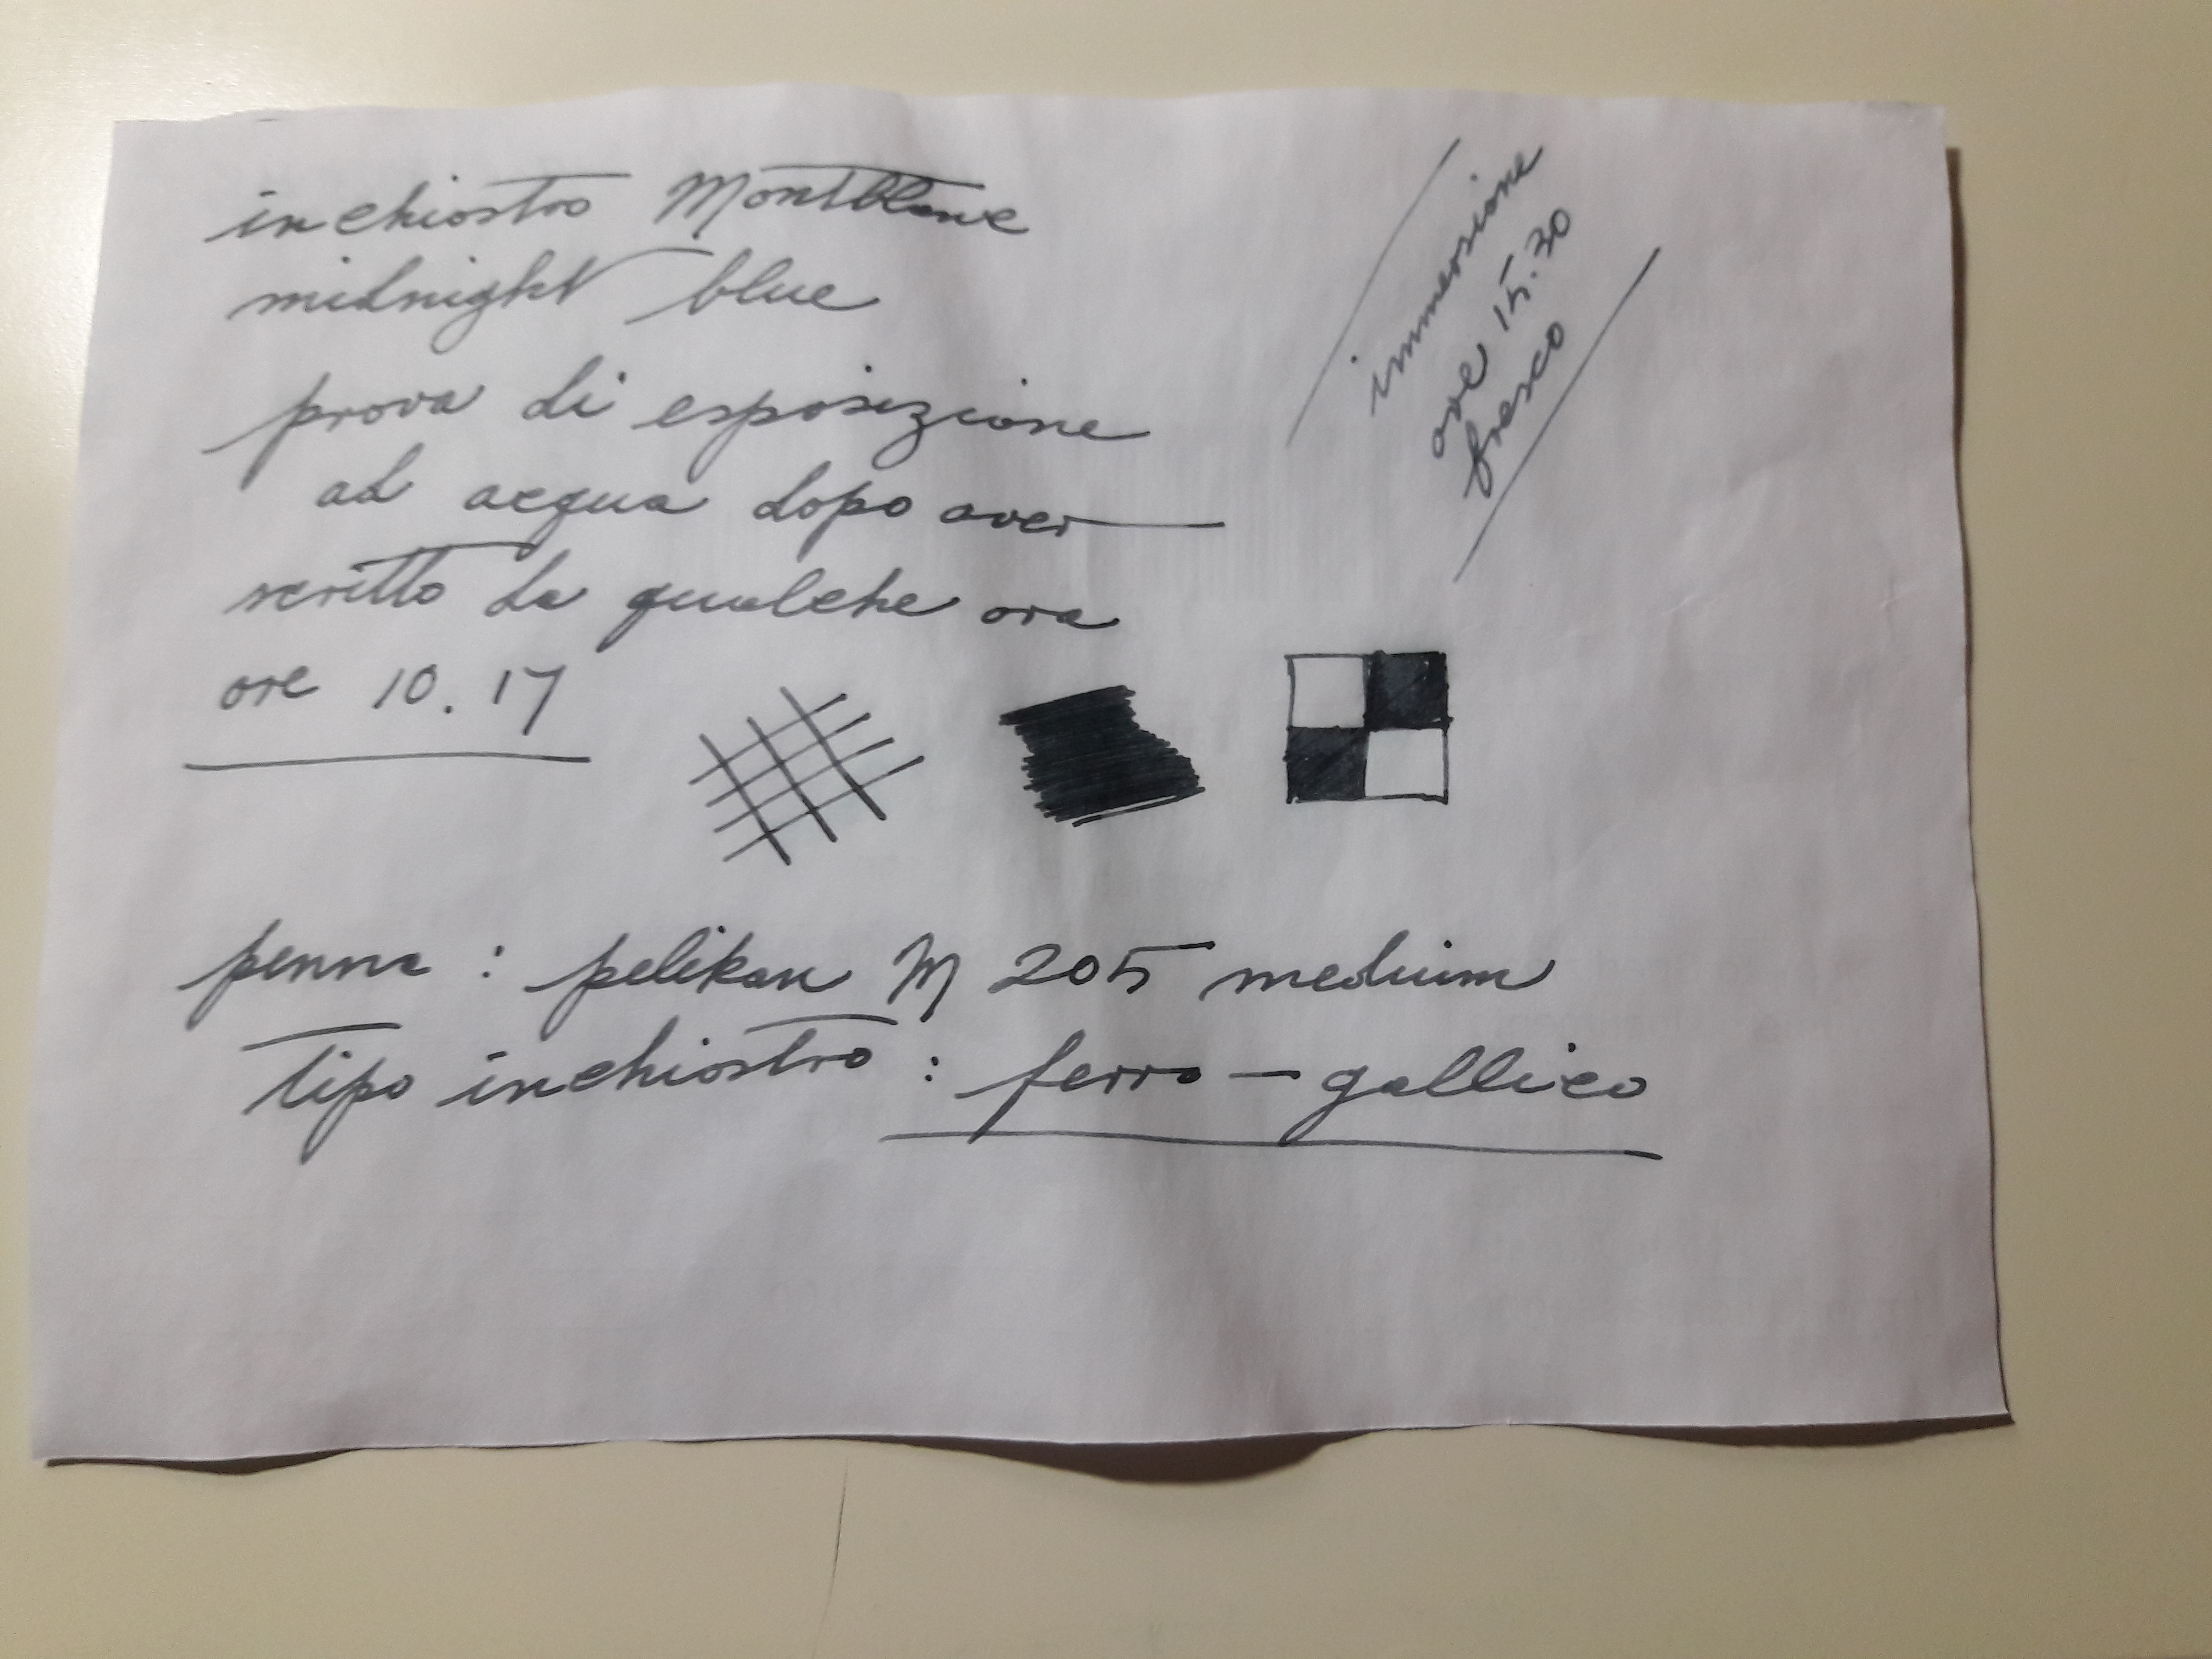 inchiostro Montblanc
midnight blue
prova di esposizione
ad acqua dopo aver
scritto da qualche ora
ore 10.17
immersione
ore 15.30
fresco
penna : pelikan M 205 medium
tipo inchiostro : ferro-gallico